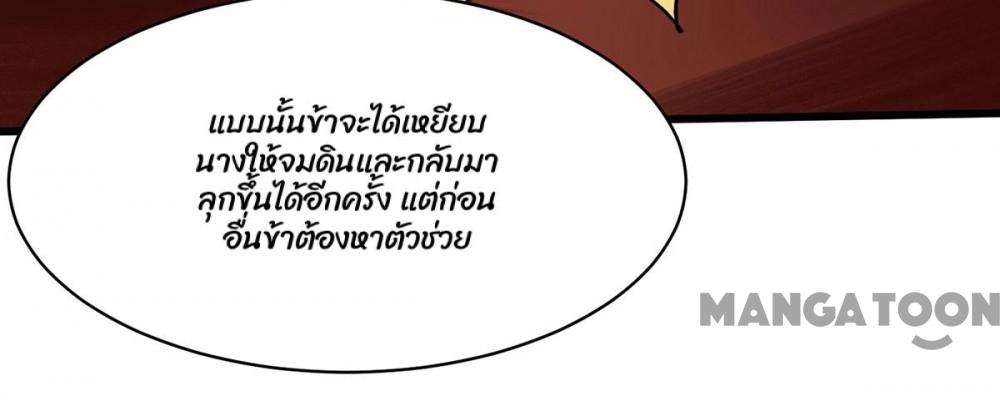 แบบนั้นข้าจะได้เหยียบ
นางให้จมดินและกลับมา
ลุกขึ้นได้อีกครั้ง แต่ก่อน
อื่นข้าต้องหาตัวช่วย
MANGATOON